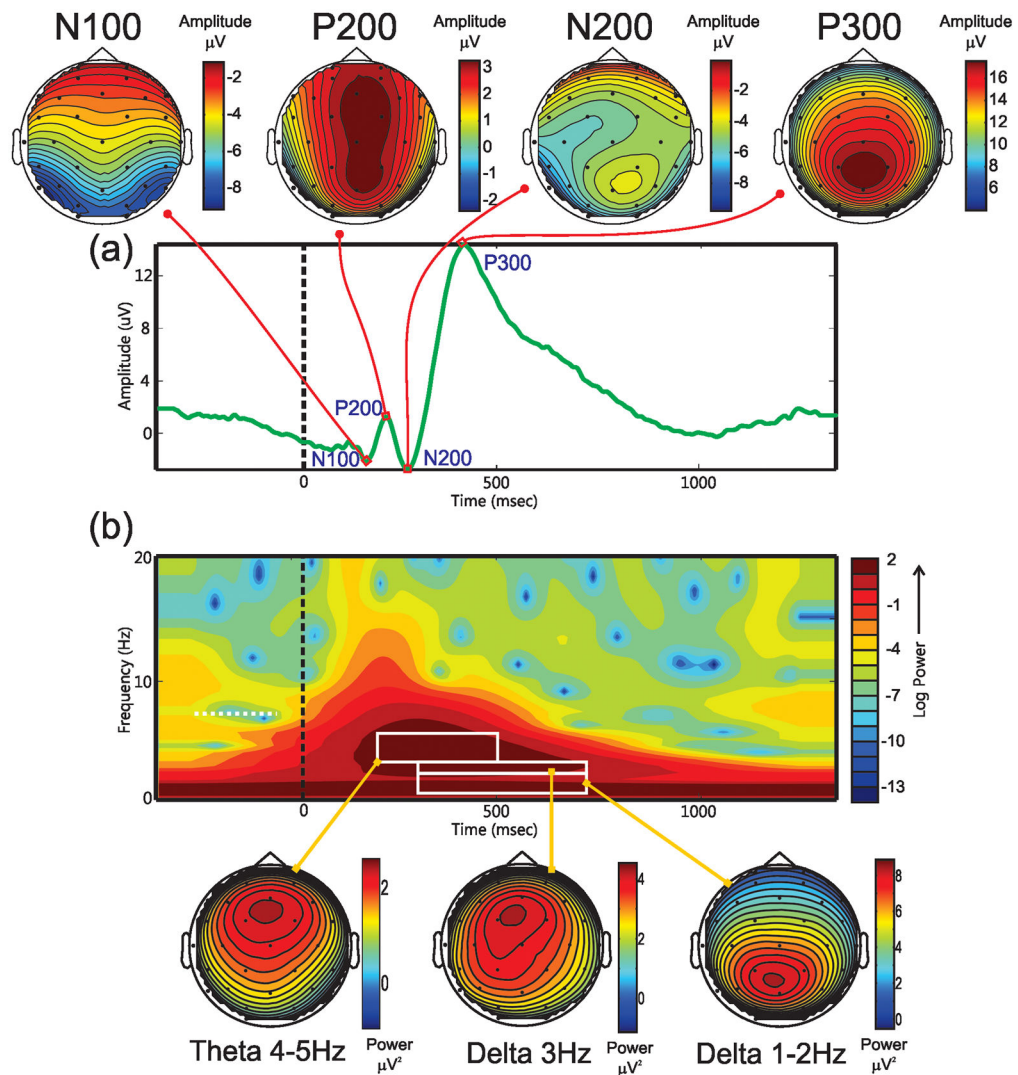 N100 P200 N200 P300
Amplitude Amplitude Amplitude Amplitude
μV μV μV μV
-2
-4
-6
-8
3
2
1
0
-1
-2
-2
-4
-8
16
14
12
10
8
6
(a)
Amplitude (uV)
12
8
4
0
P300
P200
N100
N200
0 500 1000
Time (msec)
(b)
Frequency (Hz)
20
10
0
0 500 1000
Time (msec)
2
-1
-4
-7
-10
-13
Log Power
2
0
4
2
0
8
6
4
2
0
Theta 4-5Hz
Power
μV²
Delta 3Hz
Power
μV²
Delta 1-2Hz
Power
μV²